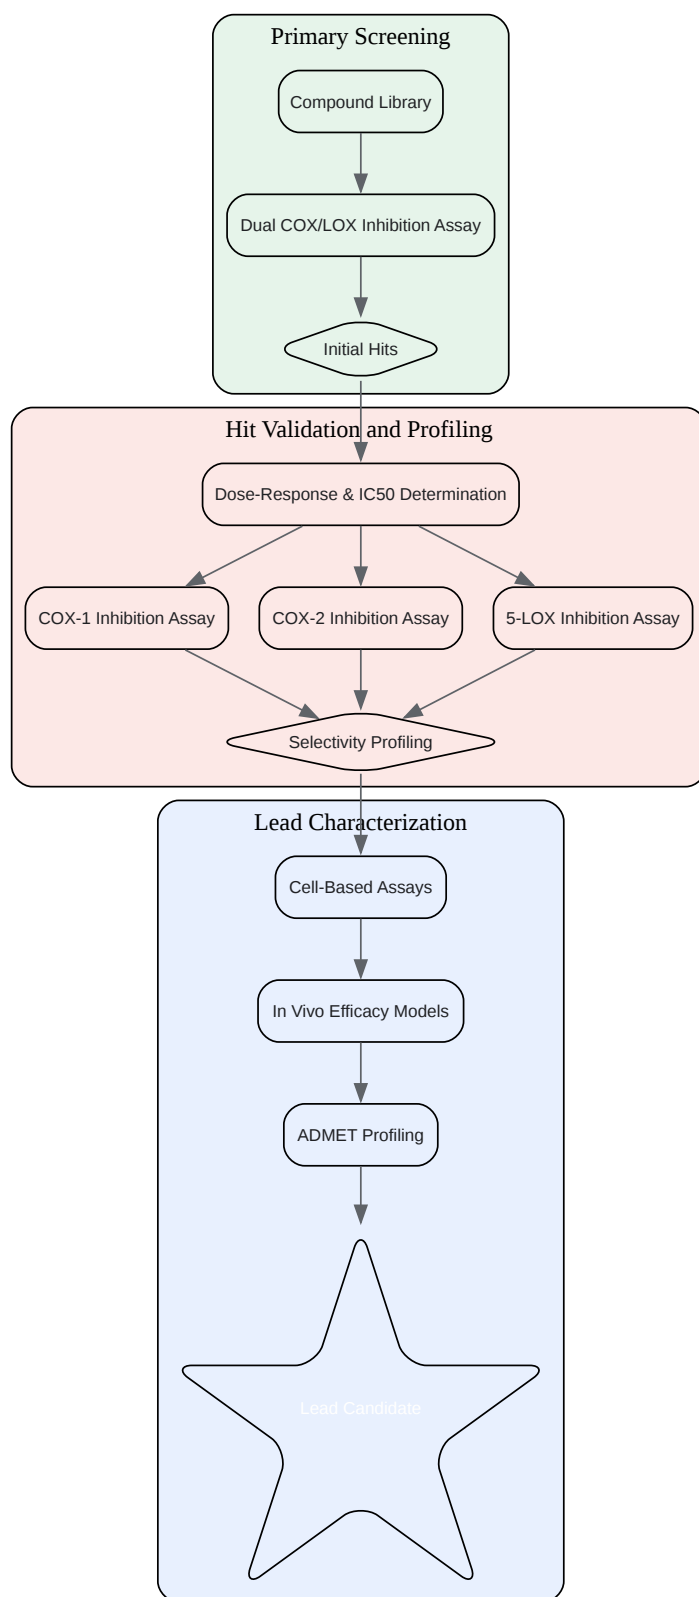 Primary Screening
Compound Library
Dual COX/LOX Inhibition Assay
Initial Hits
Hit Validation and Profiling
Dose-Response & IC50 Determination
COX-1 Inhibition Assay
COX-2 Inhibition Assay
5-LOX Inhibition Assay
Selectivity Profiling
Lead Characterization
Cell-Based Assays
In Vivo Efficacy Models
ADMET Profiling
Lead Candidate